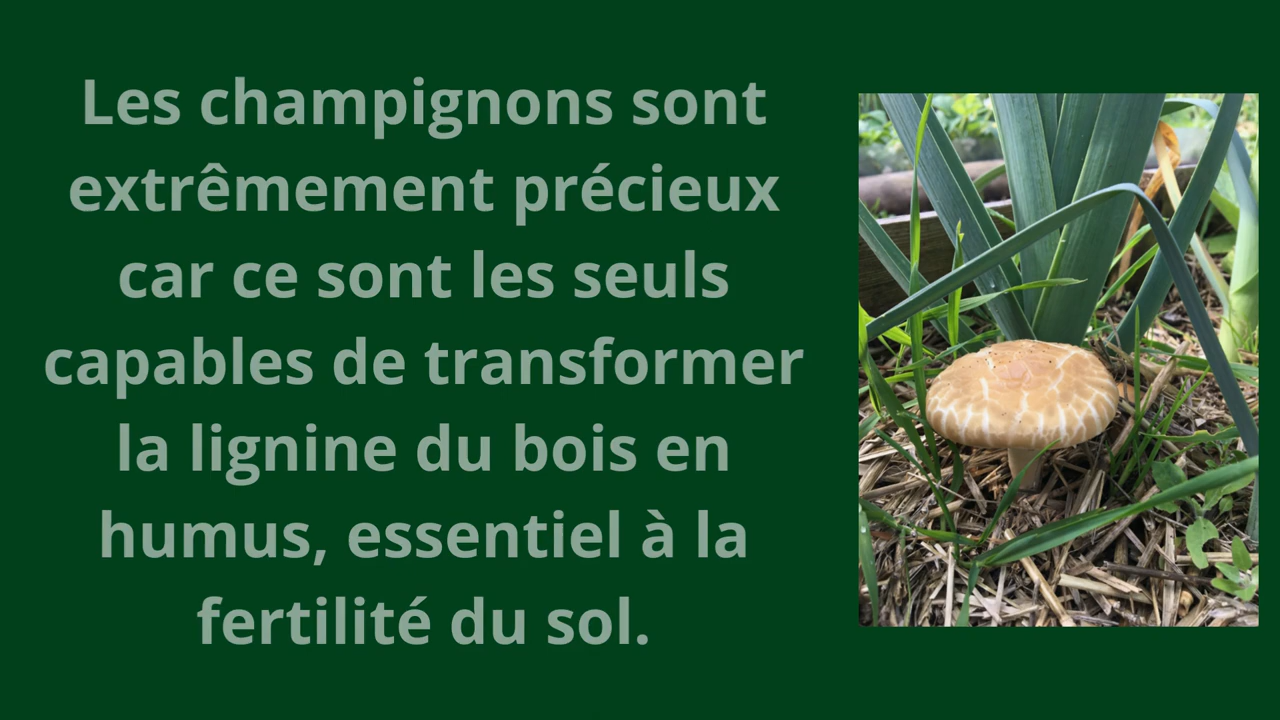 Les champignons sont
extrêmement précieux
car ce sont les seuls
capables de transformer
la lignine du bois en
humus, essentiel à la
fertilité du sol.